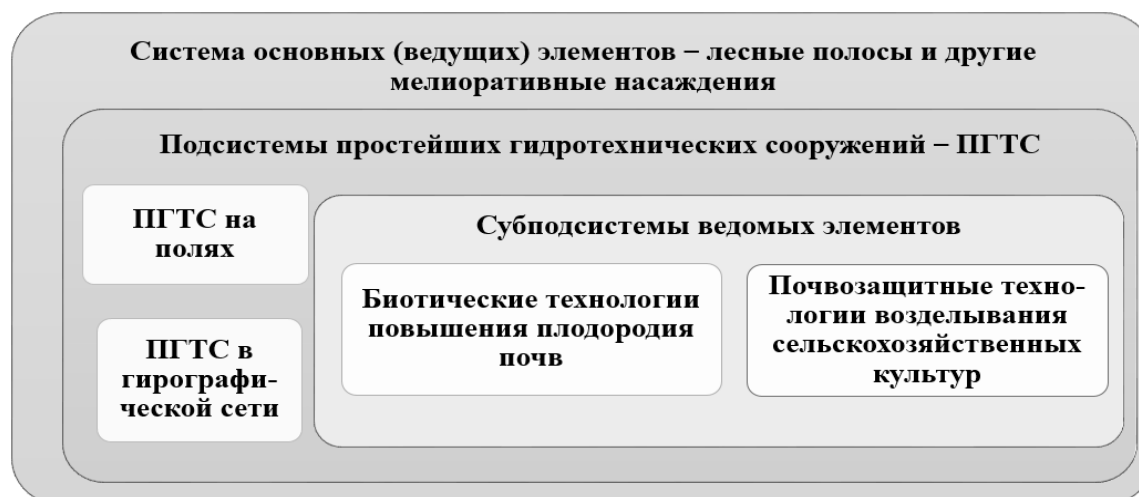 Система основных (ведущих) элементов – лесные полосы и другие
мелиоративные насаждения
Подсистемы простейших гидротехнических сооружений – ПГТС
ПГТС на
полях
ПГТС в
гирографи-
ческой сети
Субподсистемы ведомых элементов
Биотические технологии
повышения плодородия
почв
Почвозащитные техно-
логии возделывания
сельскохозяйственных
культур